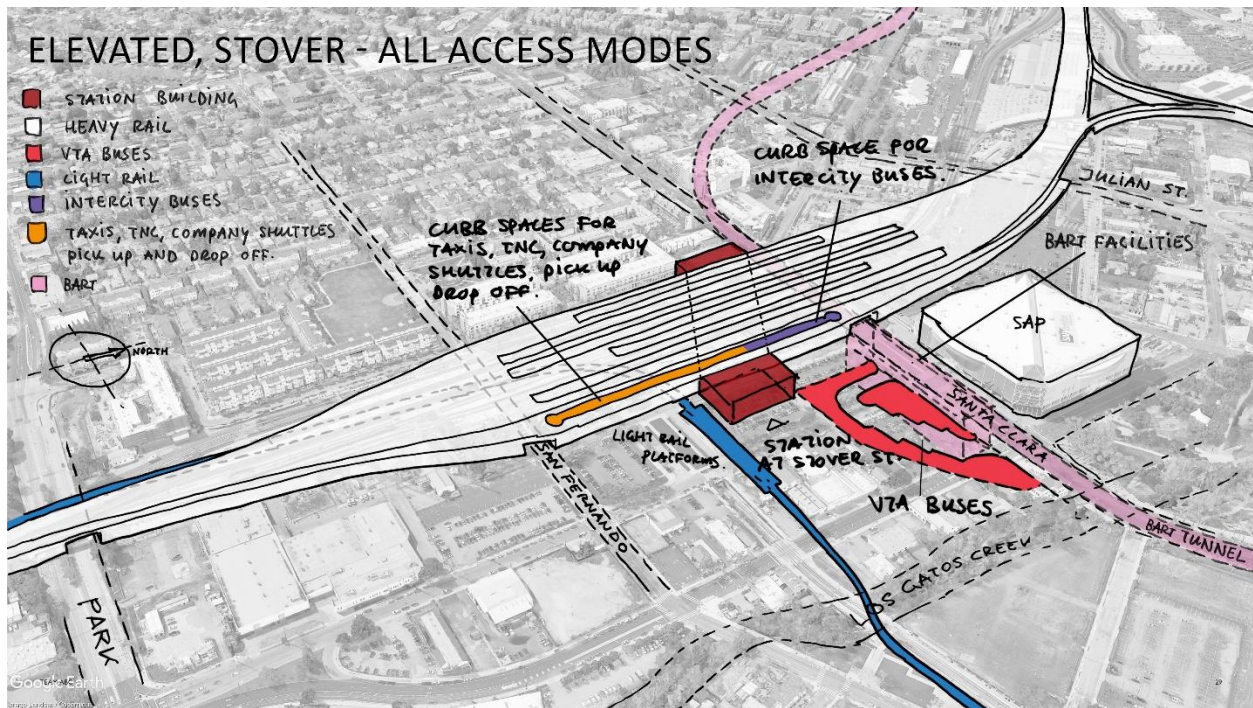 ELEVATED, STOVER - ALL ACCESS MODES
STATION BUILDING
HEAVY RAIL
VTA BUSES
LIGHT RAIL
INTERCITY BUSES
TAXIS, TNC, COMPANY SHUTTLES
PICK UP AND DROP OFF.
BART
NORTH
CURB SPACES FOR
TAXIS, TNC, COMPANY
SHUTTLES, PICK UP
DROP OFF.
CURB SPACE FOR
INTERCITY BUSES.
JULIAN ST.
BART FACILITIES
SAP
SANTA CLARA
LIGHT RAIL
PLATFORMS.
STATION
AT STOVER ST.
VTA BUSES
SAN FERNANDO
BART TUNNEL
LOS GATOS CREEK
PARK
Google Earth